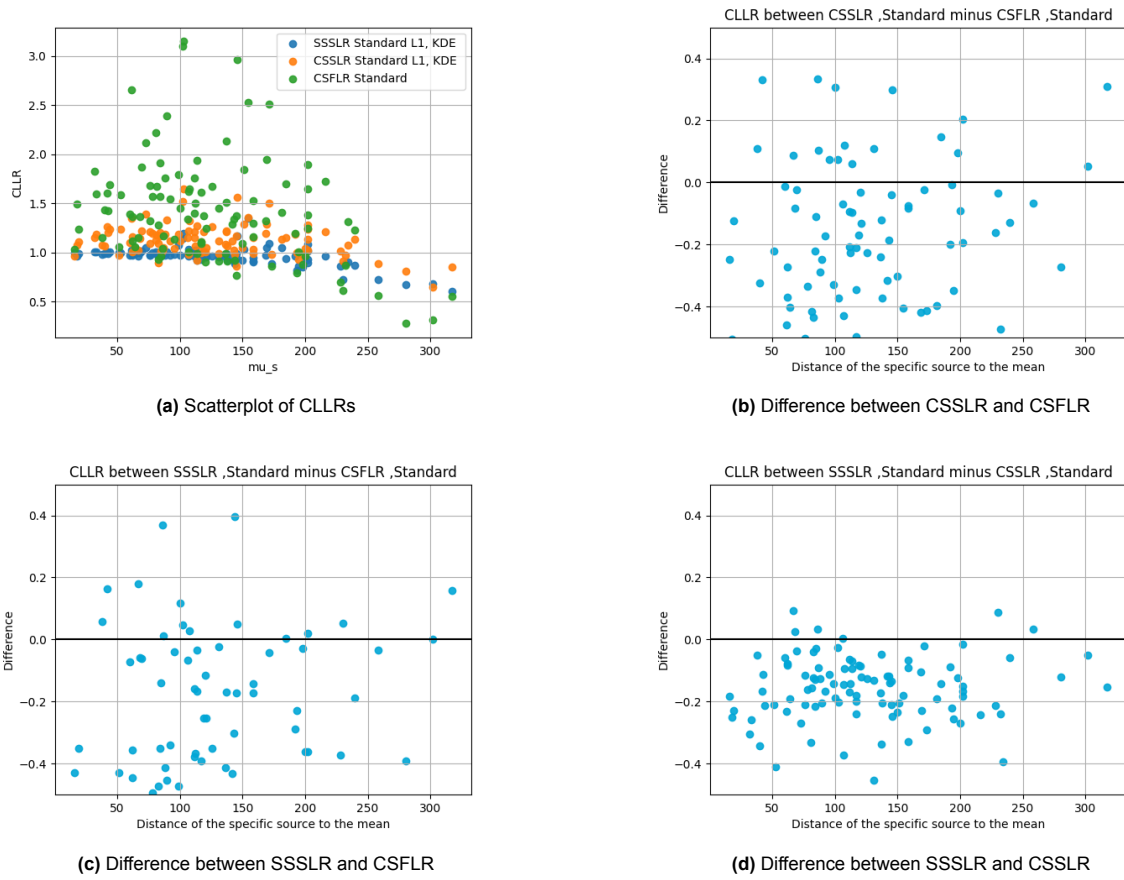 3.0
2.5
2.0
1.5
1.0
0.5
CLLR
50 100 150 200 250 300
mu_s
SSSLR Standard L1, KDE
CSSLR Standard L1, KDE
CSFLR Standard
(a) Scatterplot of CLLRs
CLLR between CSSLR ,Standard minus CSFLR ,Standard
0.4
0.2
0.0
−0.2
−0.4
Difference
50 100 150 200 250 300
Distance of the specific source to the mean
(b) Difference between CSSLR and CSFLR
CLLR between SSSLR ,Standard minus CSFLR ,Standard
0.4
0.2
0.0
−0.2
−0.4
Difference
50 100 150 200 250 300
Distance of the specific source to the mean
(c) Difference between SSSLR and CSFLR
CLLR between SSSLR ,Standard minus CSSLR ,Standard
0.4
0.2
0.0
−0.2
−0.4
Difference
50 100 150 200 250 300
Distance of the specific source to the mean
(d) Difference between SSSLR and CSSLR